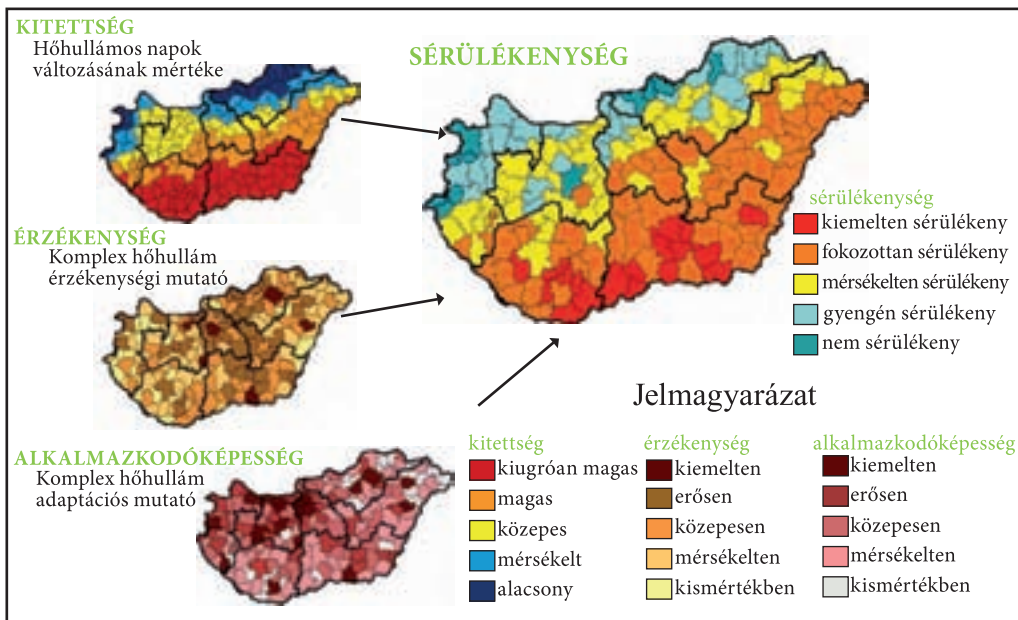 KITETTSÉG
Hőhullámos napok
változásának mértéke
SÉRÜLÉKENYSÉG
ÉRZÉKENYSÉG
Komplex hőhullám
érzékenységi mutató
ALKALMAZKODÓKÉPESSÉG
Komplex hőhullám
adaptációs mutató
sérülékenység
kiemelten sérülékeny
fokozottan sérülékeny
mérsékelten sérülékeny
gyengén sérülékeny
nem sérülékeny
Jelmagyarázat
kitettség
kiugróan magas
magas
közepes
mérsékelt
alacsony
érzékenység
kiemelten
erősen
közepesen
mérsékelten
kismértékben
alkalmazkodóképesség
kiemelten
erősen
közepesen
mérsékelten
kismértékben